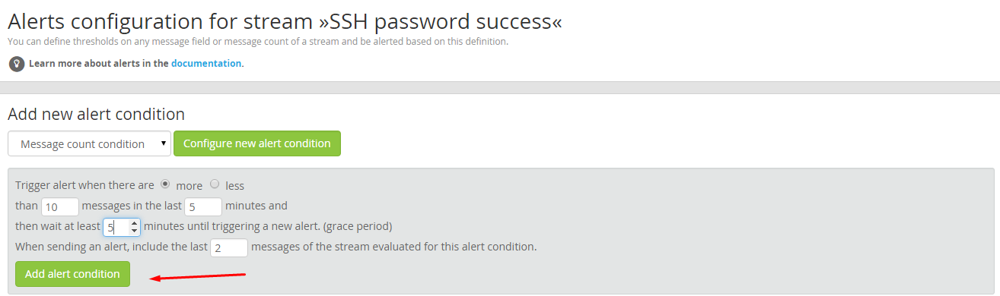 Alerts configuration for stream »SSH password success«
You can define thresholds on any message field or message count of a stream and be alerted based on this definition.
Learn more about alerts in the documentation.
Add new alert condition
Message count condition Configure new alert condition
Trigger alert when there are more less
than 10 messages in the last 5 minutes and
then wait at least 5 minutes until triggering a new alert. (grace period)
When sending an alert, include the last 2 messages of the stream evaluated for this alert condition.
Add alert condition